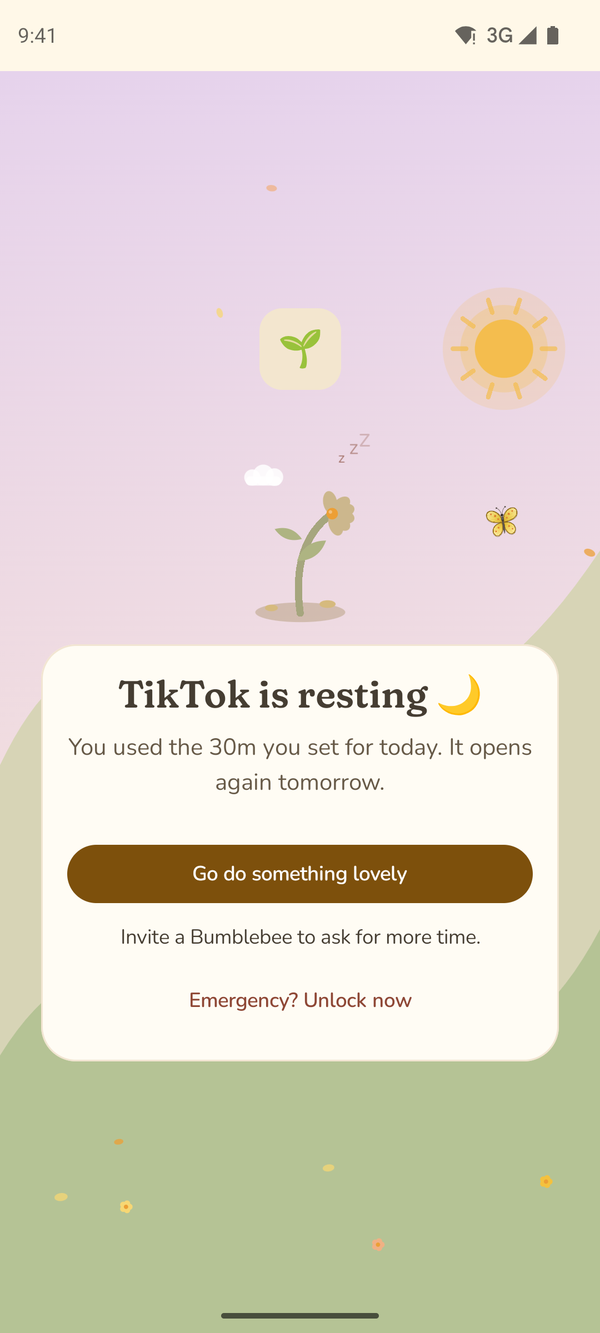 9:41
3G
z z Z
TikTok is resting 🌙
You used the 30m you set for today. It opens
again tomorrow.
Go do something lovely
Invite a Bumblebee to ask for more time.
Emergency? Unlock now